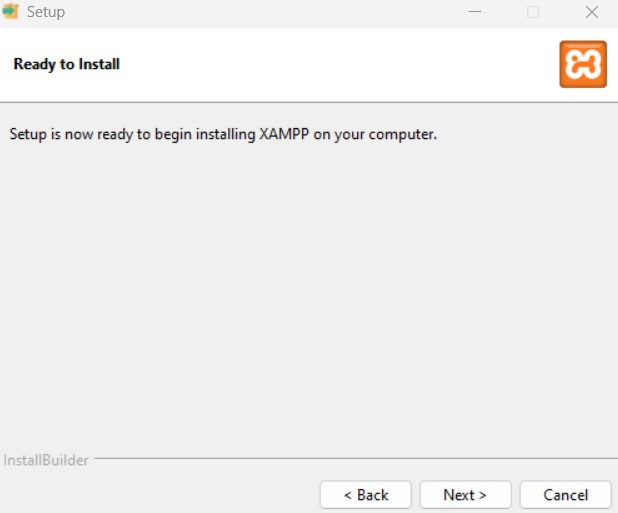 Setup
Ready to Install
Setup is now ready to begin installing XAMPP on your computer.
InstallBuilder
< Back
Next >
Cancel